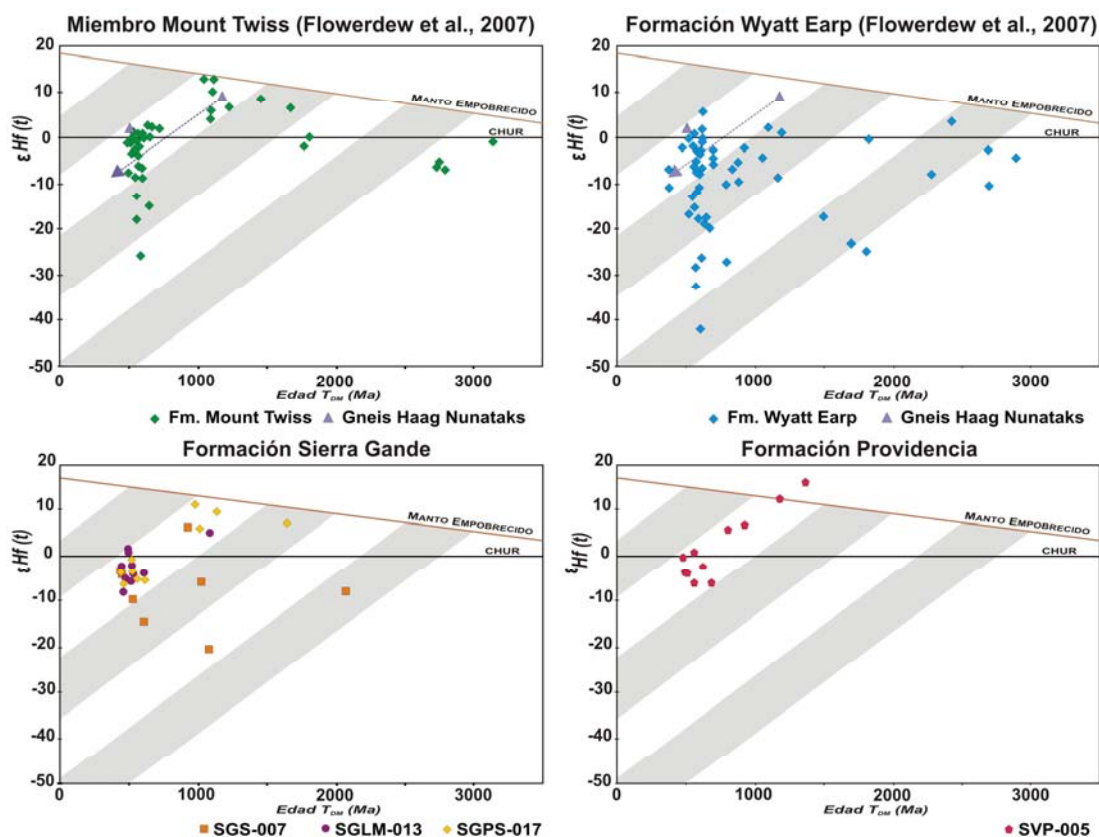 Miembro Mount Twiss (Flowerdew et al., 2007)
20
10
0
-10
-20
-30
-40
-50
ε Hf (t)
MANTO EMPOBRECIDO
CHUR
0
1000
2000
3000
Edad TDM (Ma)
Fm. Mount Twiss
Gneis Haag Nunataks
Formación Wyatt Earp (Flowerdew et al., 2007)
20
10
0
-10
-20
-30
-40
-50
ε Hf (t)
MANTO EMPOBRECIDO
CHUR
0
1000
2000
3000
Edad TDM (Ma)
Fm. Wyatt Earp
Gneis Haag Nunataks
Formación Sierra Gande
20
10
0
-10
-20
-30
-40
-50
ε Hf (t)
MANTO EMPOBRECIDO
CHUR
0
1000
2000
3000
Edad TDM (Ma)
SGS-007
SGLM-013
SGPS-017
Formación Providencia
20
10
0
-10
-20
-30
-40
-50
ε Hf (t)
MANTO EMPOBRECIDO
CHUR
0
1000
2000
3000
Edad TDM (Ma)
SVP-005